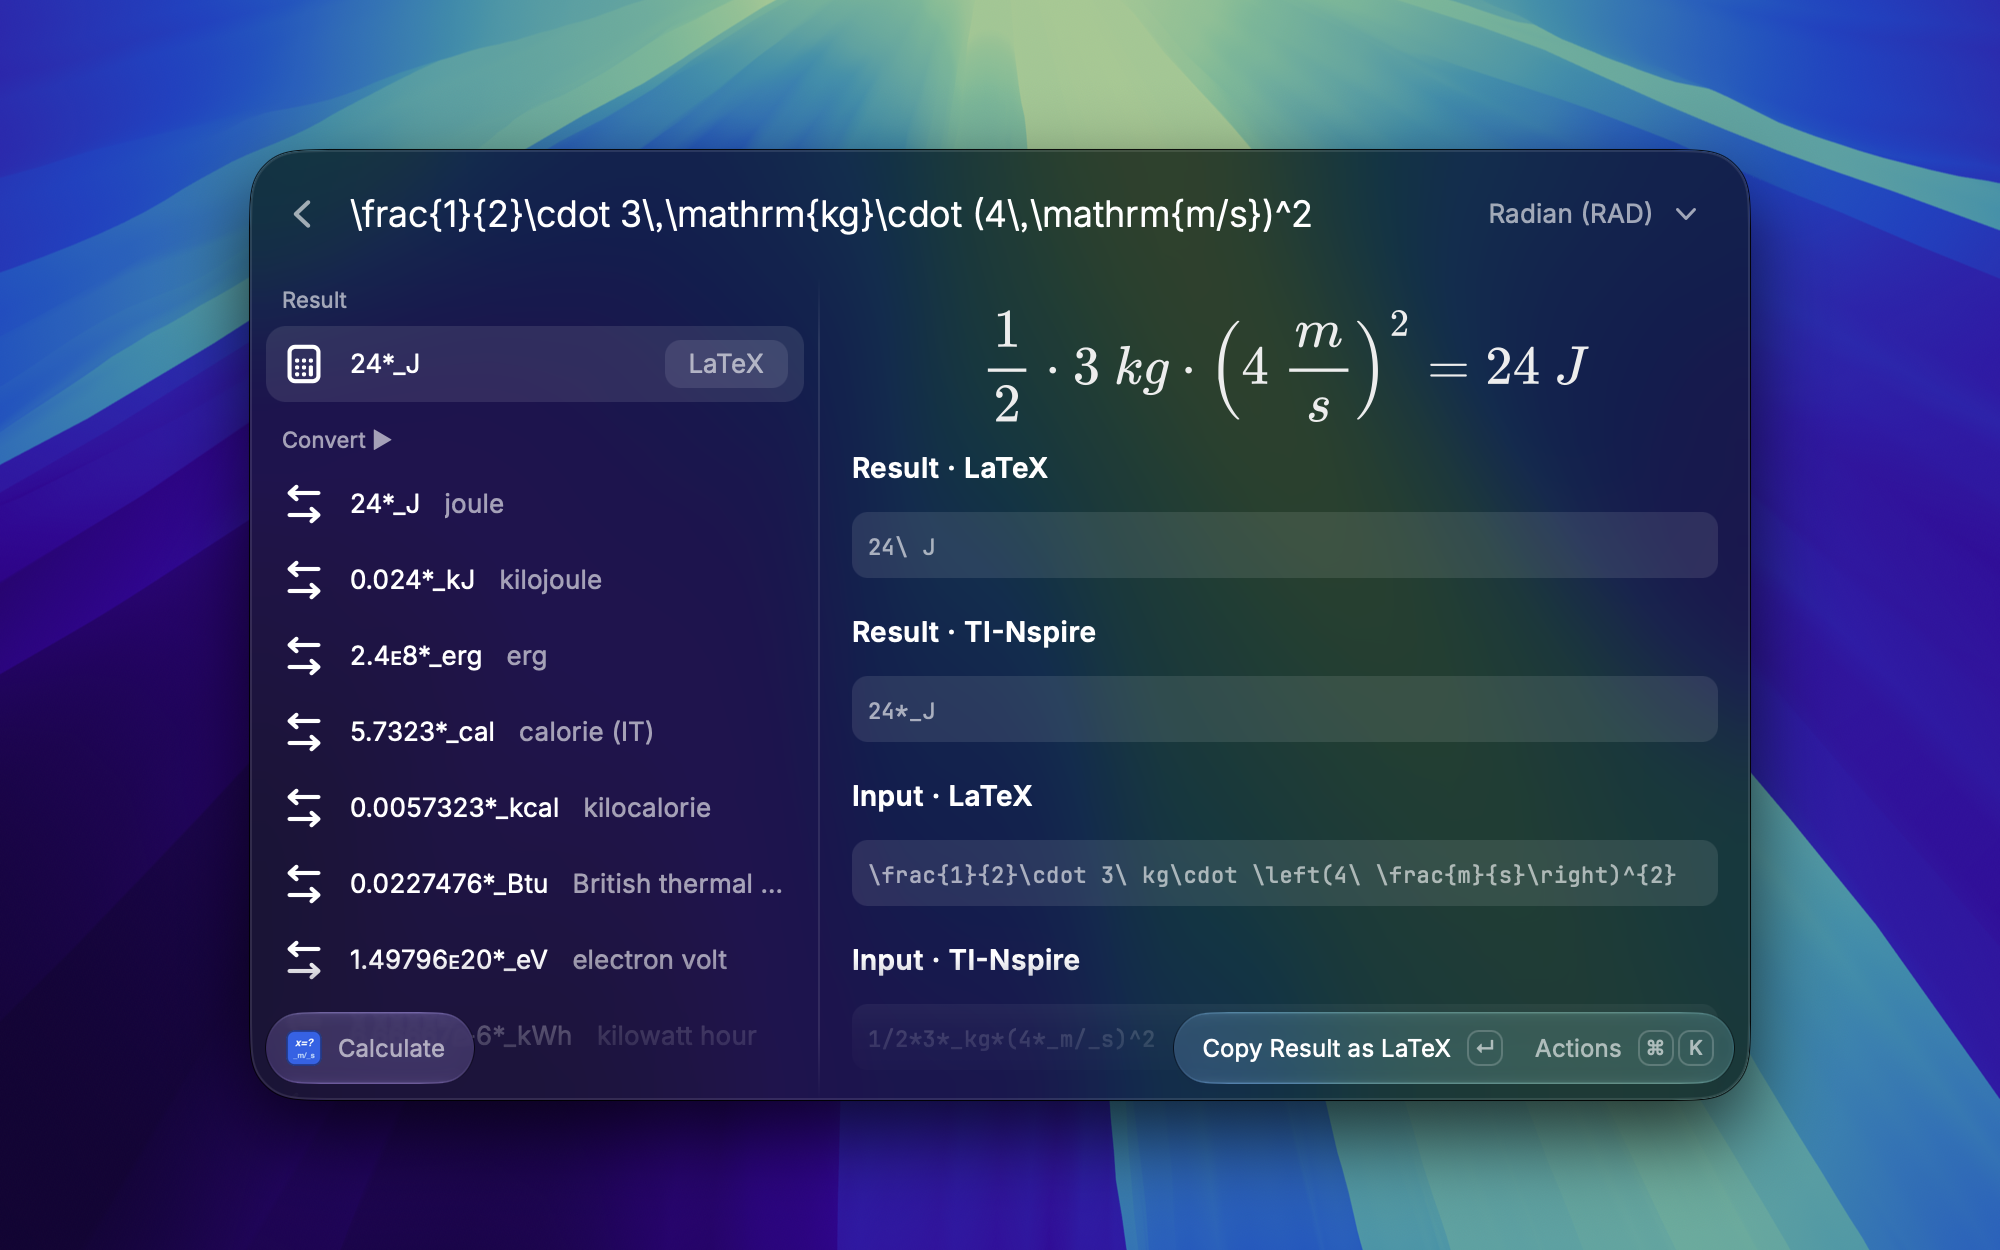 \frac{1}{2}\cdot 3\,\mathrm{kg}\cdot (4\,\mathrm{m/s})^2
Radian (RAD)
Result
24*_J
LaTeX
Convert ▶
24*_J joule
0.024*_kJ kilojoule
2.4ᴇ8*_erg erg
5.7323*_cal calorie (IT)
0.0057323*_kcal kilocalorie
0.0227476*_Btu British thermal ...
1.49796ᴇ20*_eV electron volt
6*_kWh kilowatt hour
x=?
_m/_s
Calculate
1/2 · 3 kg · (4 m/s)^2 = 24 J
Result · LaTeX
24\ J
Result · TI-Nspire
24*_J
Input · LaTeX
\frac{1}{2}\cdot 3\ kg\cdot \left(4\ \frac{m}{s}\right)^{2}
Input · TI-Nspire
1/2*3*_kg*(4*_m/_s)^2
Copy Result as LaTeX ↵ Actions ⌘ K